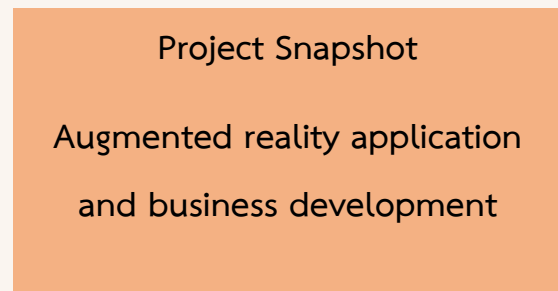 Project Snapshot
Augmented reality application
and business development